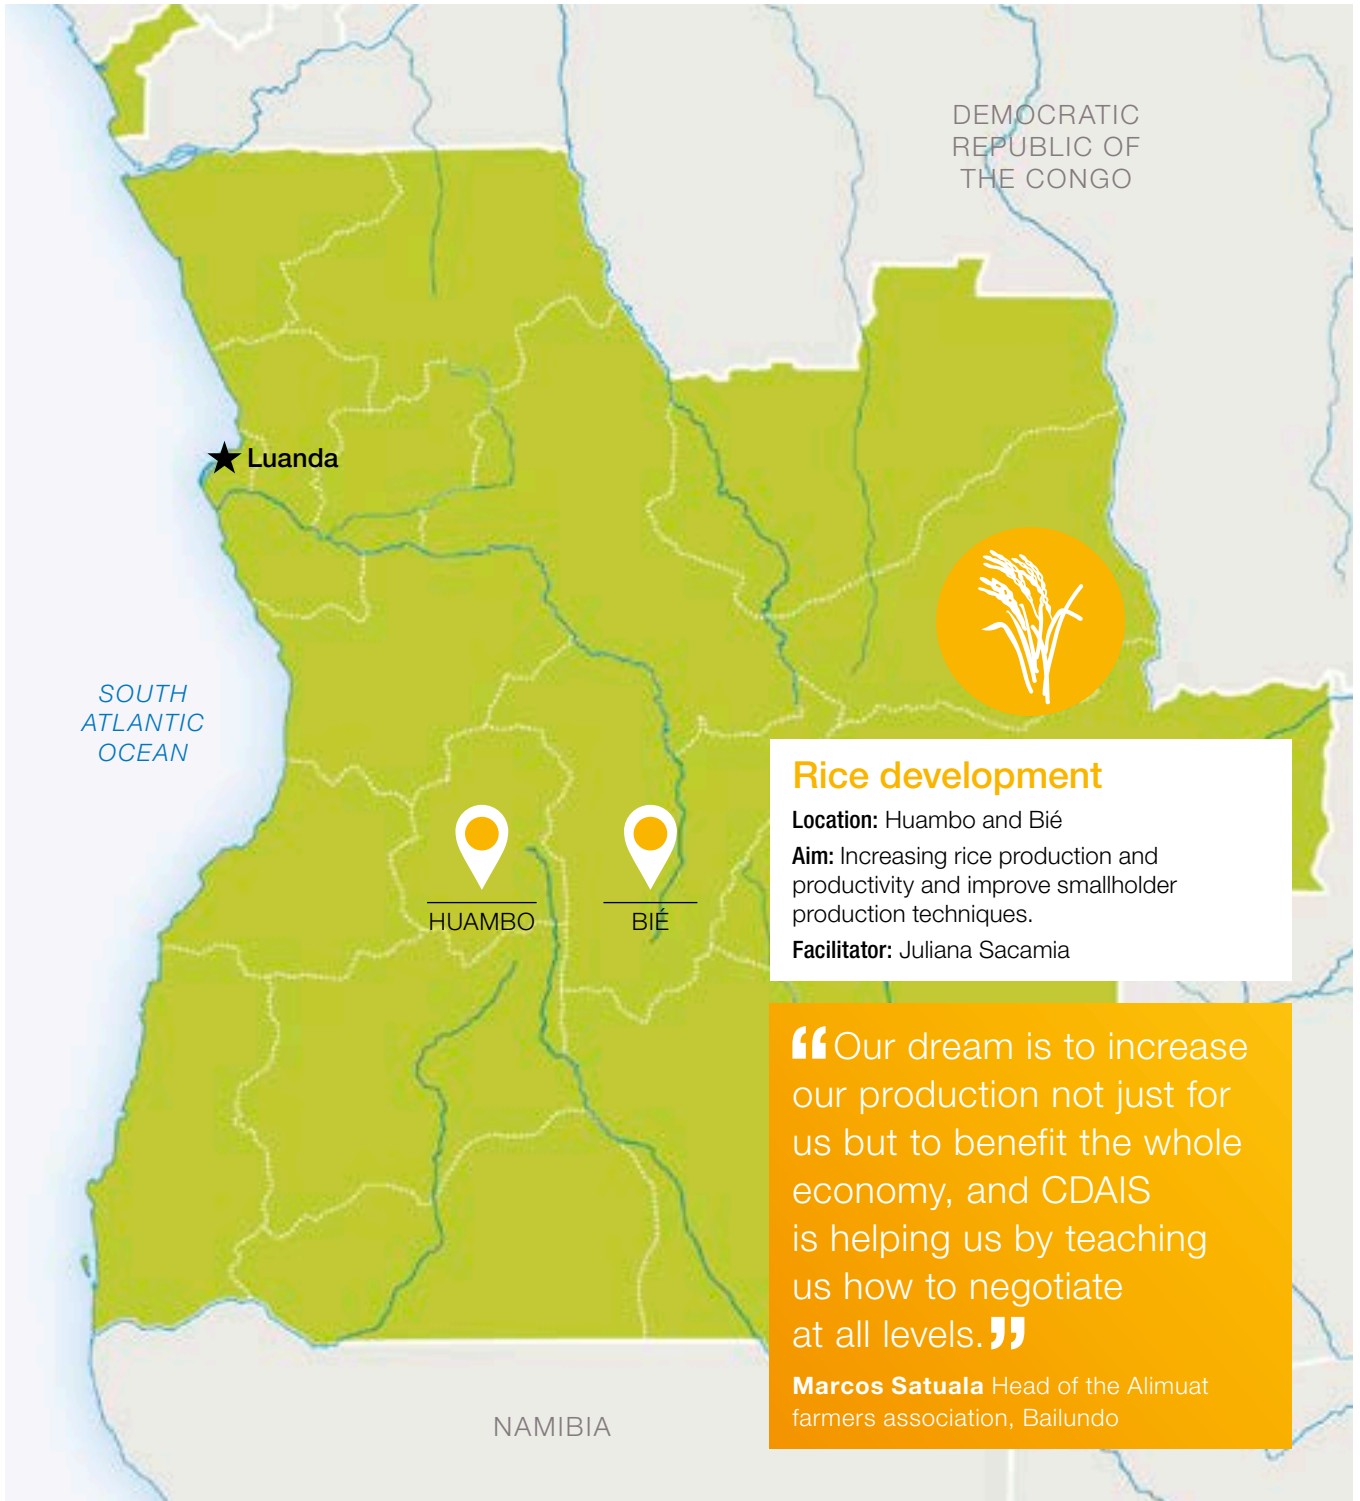 DEMOCRATIC
REPUBLIC OF
THE CONGO
Luanda
SOUTH
ATLANTIC
OCEAN
HUAMBO
BIÉ
Rice development
Location: Huambo and Bié
Aim: Increasing rice production and
productivity and improve smallholder
production techniques.
Facilitator: Juliana Sacamia
“Our dream is to increase
our production not just for
us but to benefit the whole
economy, and CDAIS
is helping us by teaching
us how to negotiate
at all levels.”
Marcos Satuala Head of the Alimuat
farmers association, Bailundo
NAMIBIA